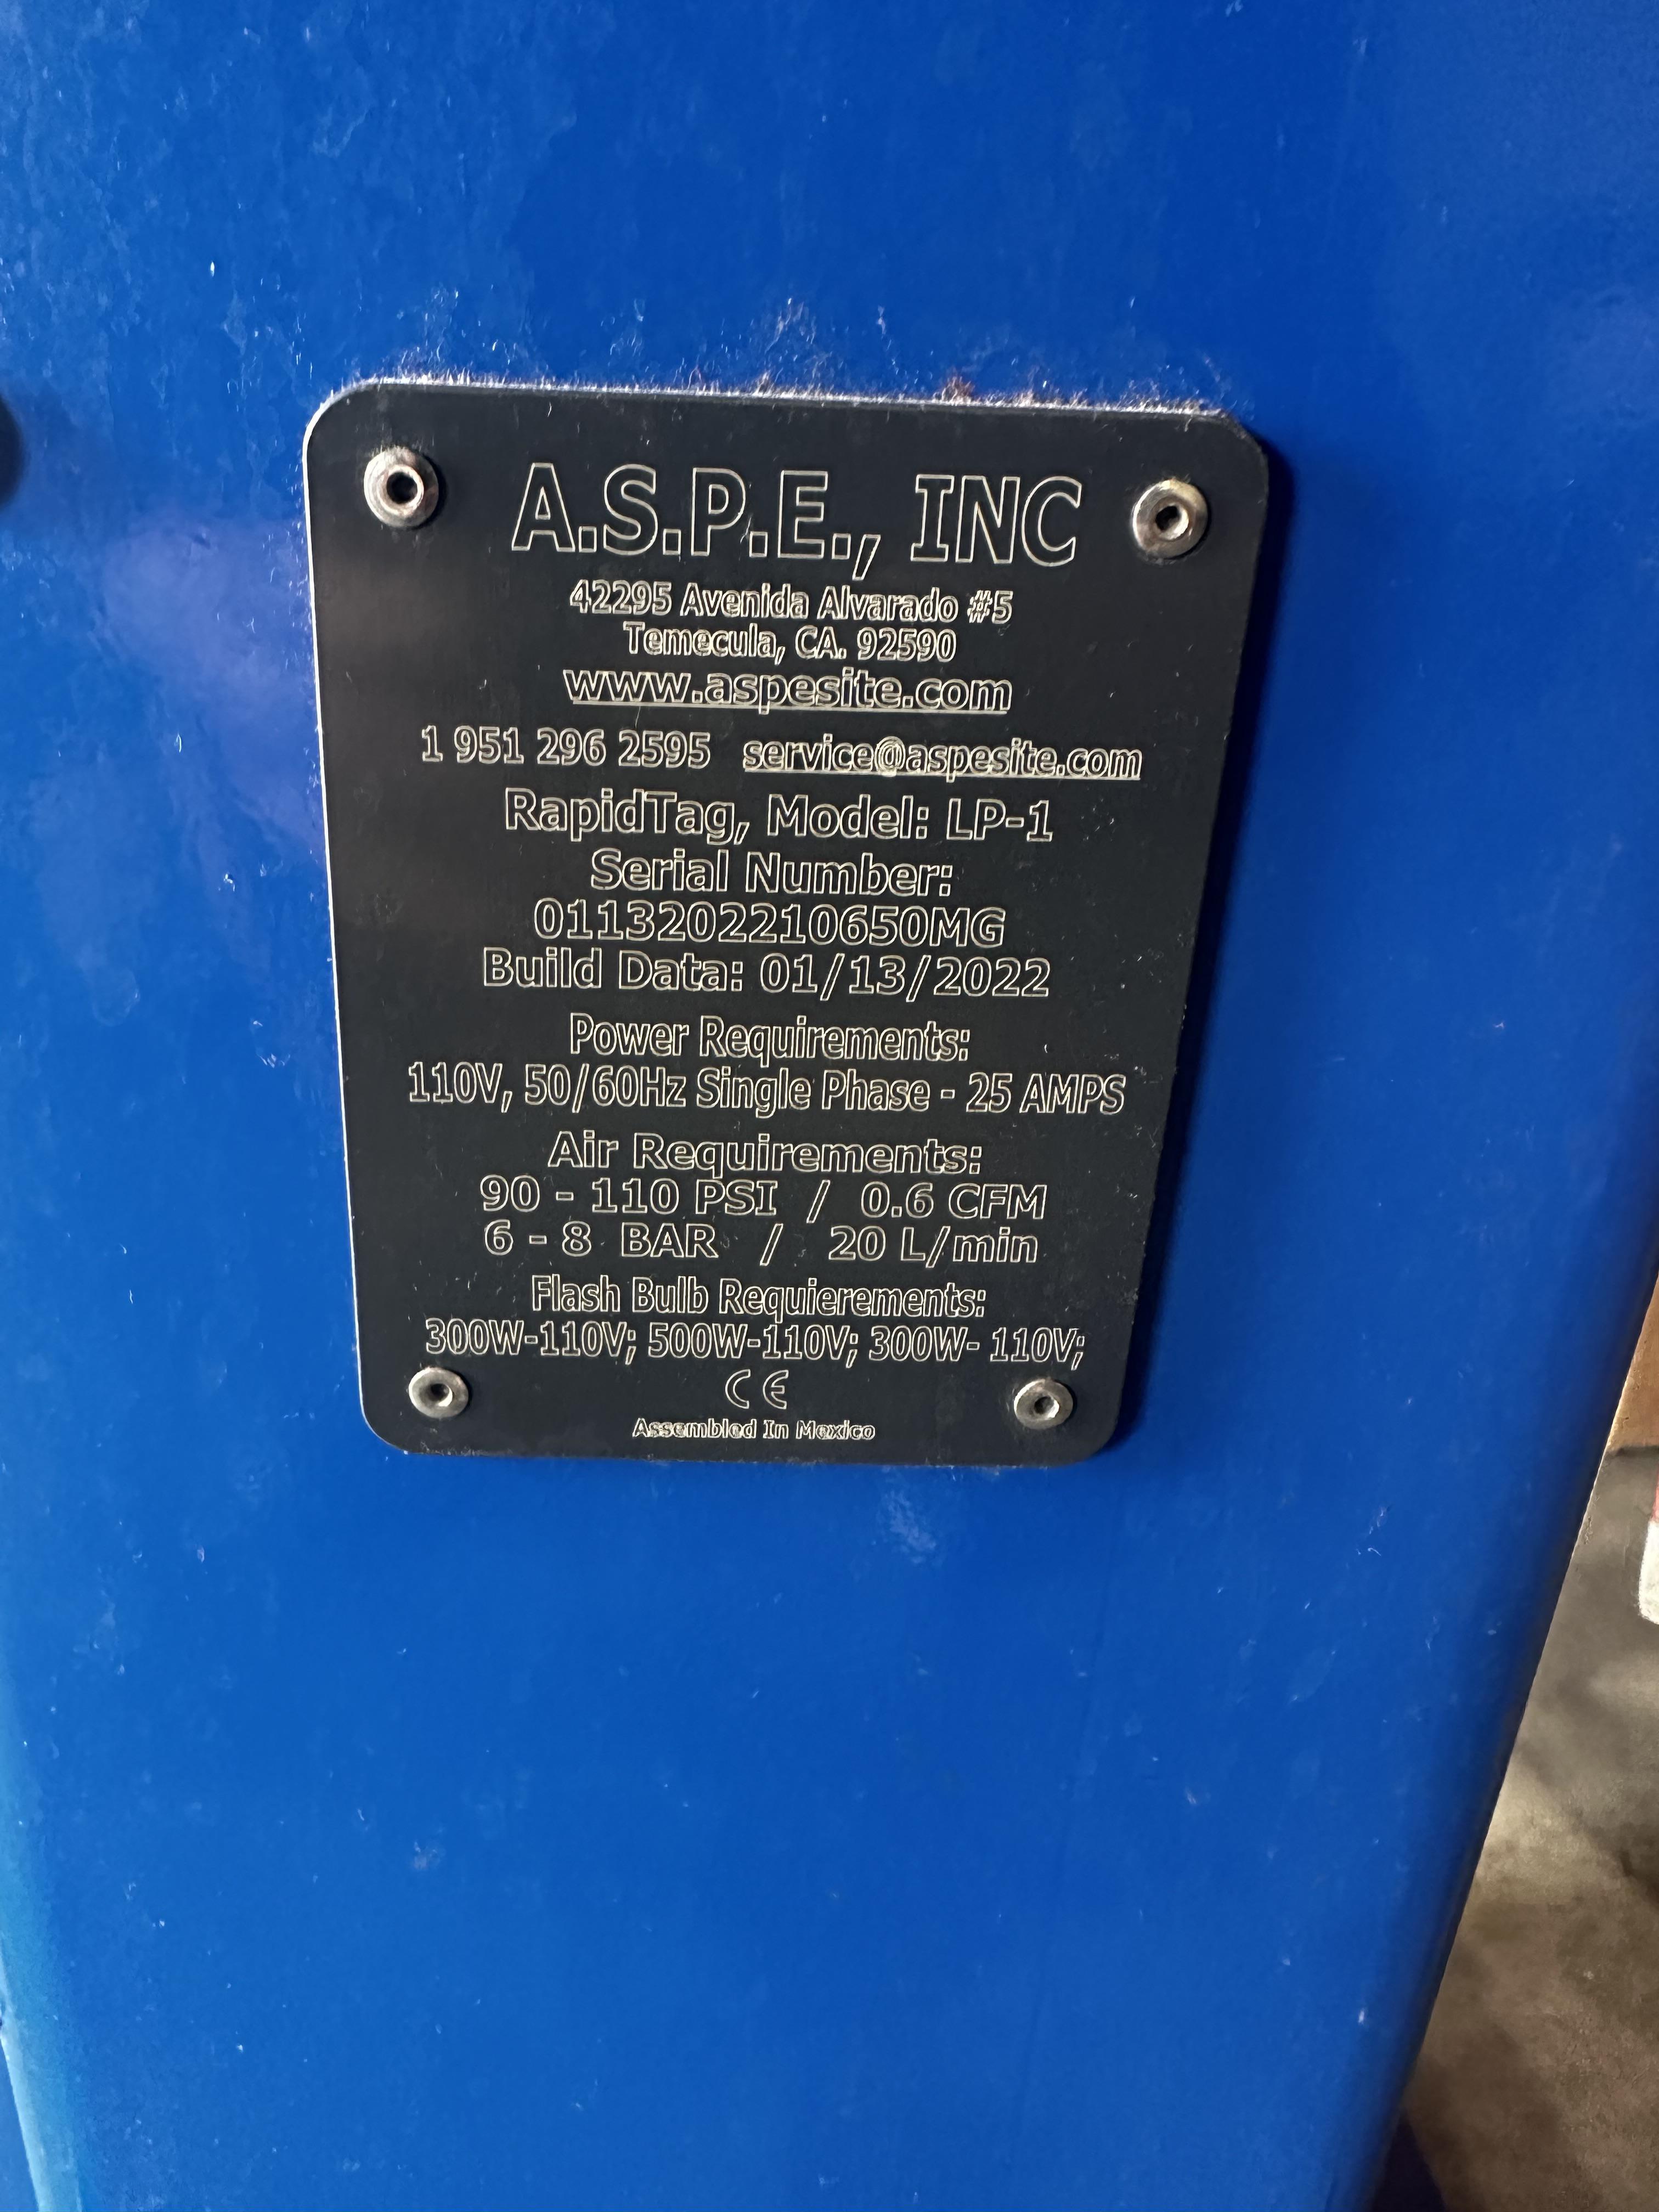 A.S.P.E., INC
42295 Avenida Alvarado #5
Temecula, CA. 92590
www.aspesite.com
1 951 296 2595 service@aspesite.com
RapidTag, Model: LP-1
Serial Number:
0113202210650MG
Build Data: 01/13/2022
Power Requirements:
110V, 50/60Hz Single Phase - 25 AMPS
Air Requirements:
90 - 110 PSI / 0.6 CFM
6 - 8 BAR / 20 L/min
Flash Bulb Requierements:
300W-110V; 500W-110V; 300W- 110V;
CE
Assembled In Mexico